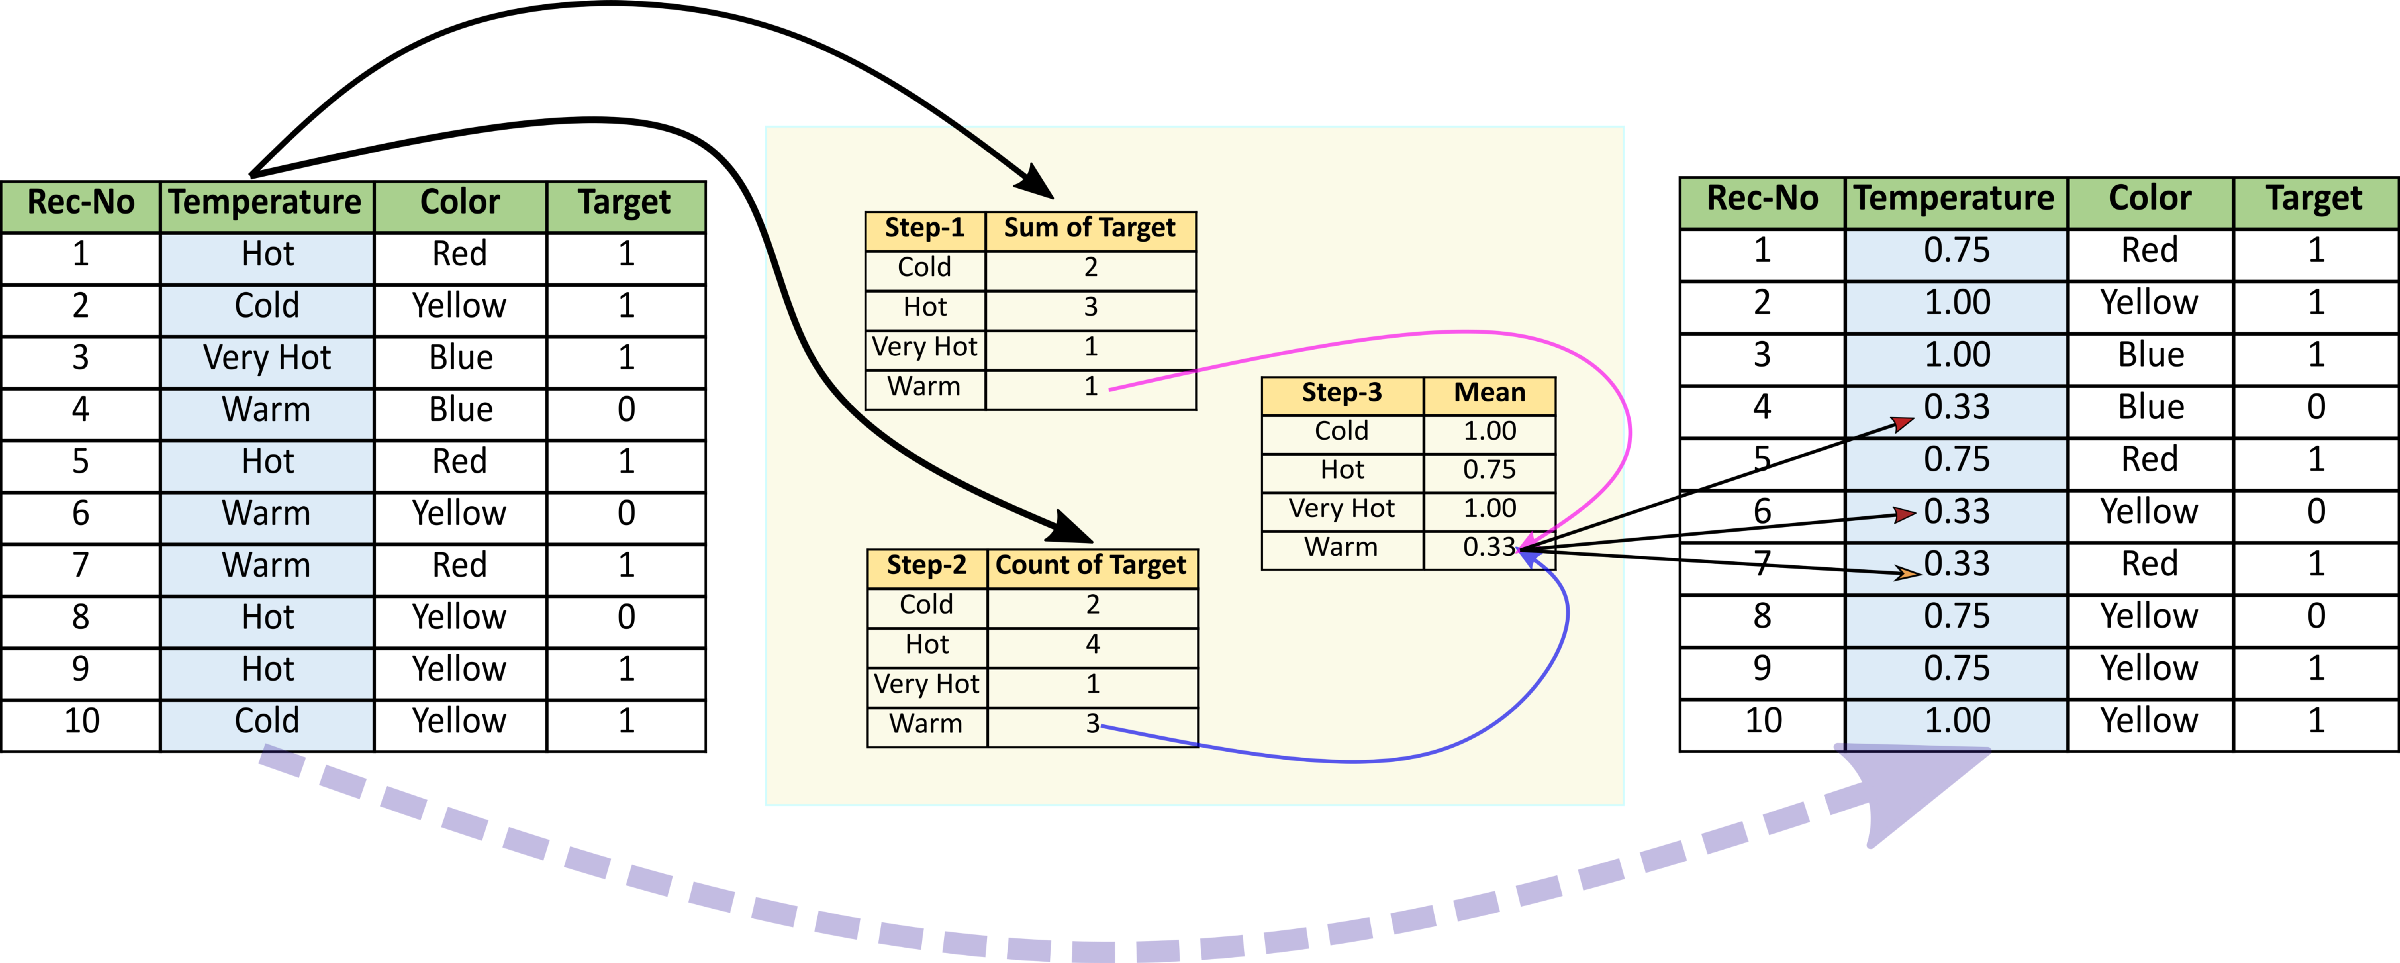 Rec-No Temperature Color Target
1 Hot Red 1
2 Cold Yellow 1
3 Very Hot Blue 1
4 Warm Blue 0
5 Hot Red 1
6 Warm Yellow 0
7 Warm Red 1
8 Hot Yellow 0
9 Hot Yellow 1
10 Cold Yellow 1
Step-1 Sum of Target
Cold 2
Hot 3
Very Hot 1
Warm 1
Step-2 Count of Target
Cold 2
Hot 4
Very Hot 1
Warm 3
Step-3 Mean
Cold 1.00
Hot 0.75
Very Hot 1.00
Warm 0.33
Rec-No Temperature Color Target
1 0.75 Red 1
2 1.00 Yellow 1
3 1.00 Blue 1
4 0.33 Blue 0
5 0.75 Red 1
6 0.33 Yellow 0
7 0.33 Red 1
8 0.75 Yellow 0
9 0.75 Yellow 1
10 1.00 Yellow 1